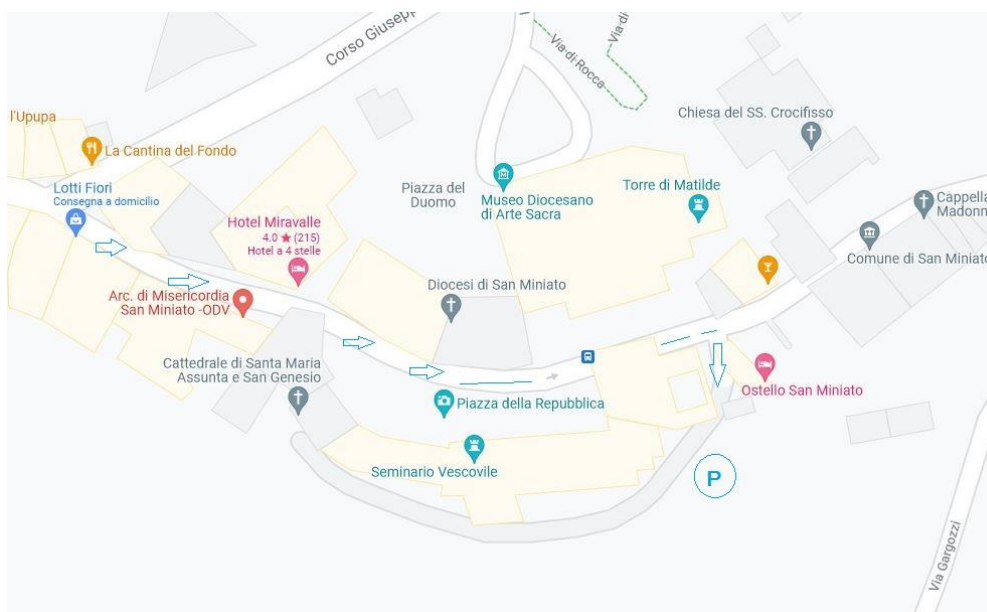 Corso Giusepp
Via di Rocca
Via di
l'Upupa
La Cantina del Fondo
Chiesa del SS. Crocifisso
Lotti Fiori
Consegna a domicilio
Piazza del
Duomo
Museo Diocesano
di Arte Sacra
Torre di Matilde
Cappella
Madonn
Hotel Miravalle
4.0 ★ (215)
Hotel a 4 stelle
Comune di San Miniato
Arc. di Misericordia
San Miniato -ODV
Diocesi di San Miniato
Cattedrale di Santa Maria
Assunta e San Genesio
Ostello San Miniato
Piazza della Repubblica
Seminario Vescovile
P
Via Gargozzi